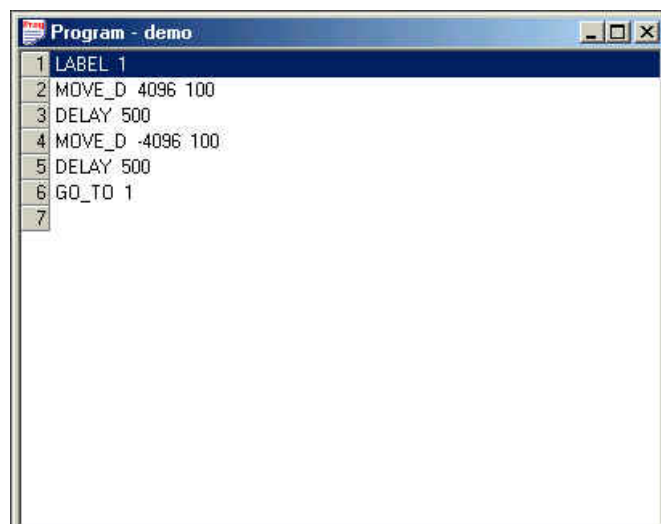 Prog
Program - demo
1 LABEL 1
2 MOVE_D 4096 100
3 DELAY 500
4 MOVE_D -4096 100
5 DELAY 500
6 GO_TO 1
7